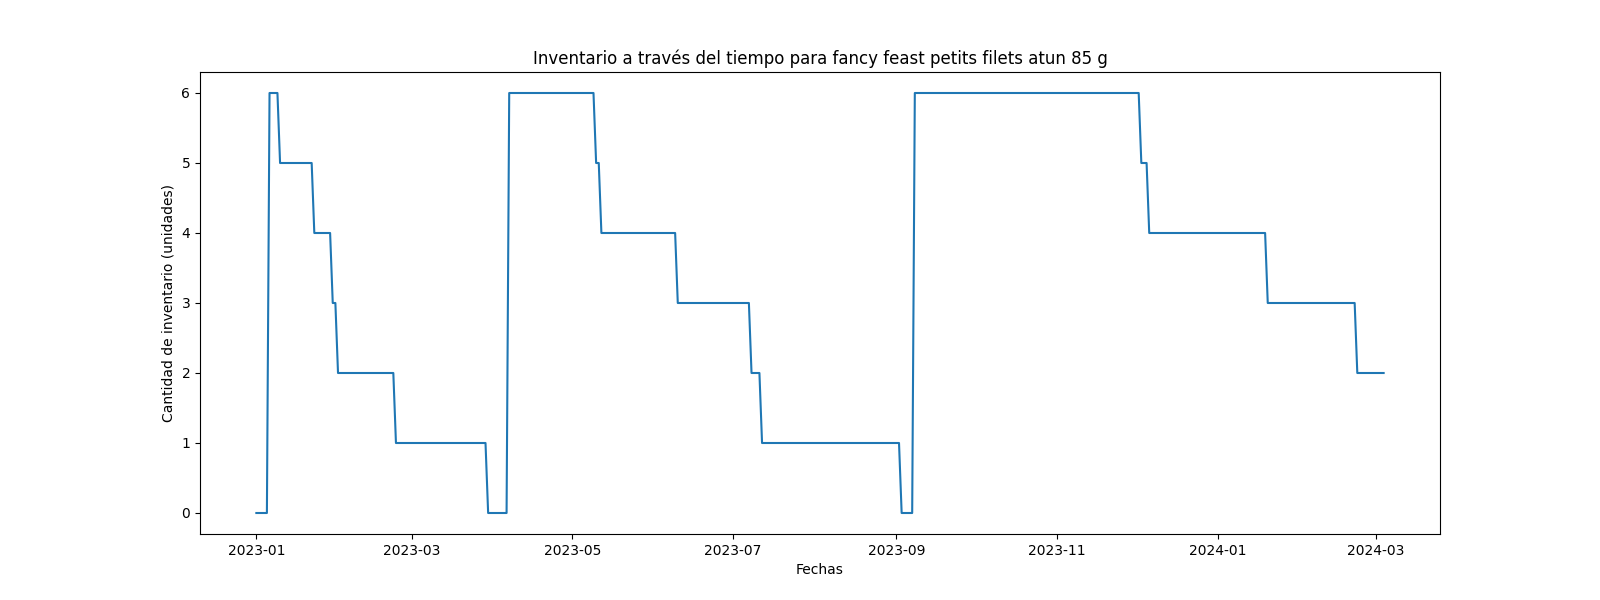 Inventario a través del tiempo para fancy feast petits filets atun 85 g
6
5
4
3
2
1
0
Cantidad de inventario (unidades)
2023-01 2023-03 2023-05 2023-07 2023-09 2023-11 2024-01 2024-03
Fechas